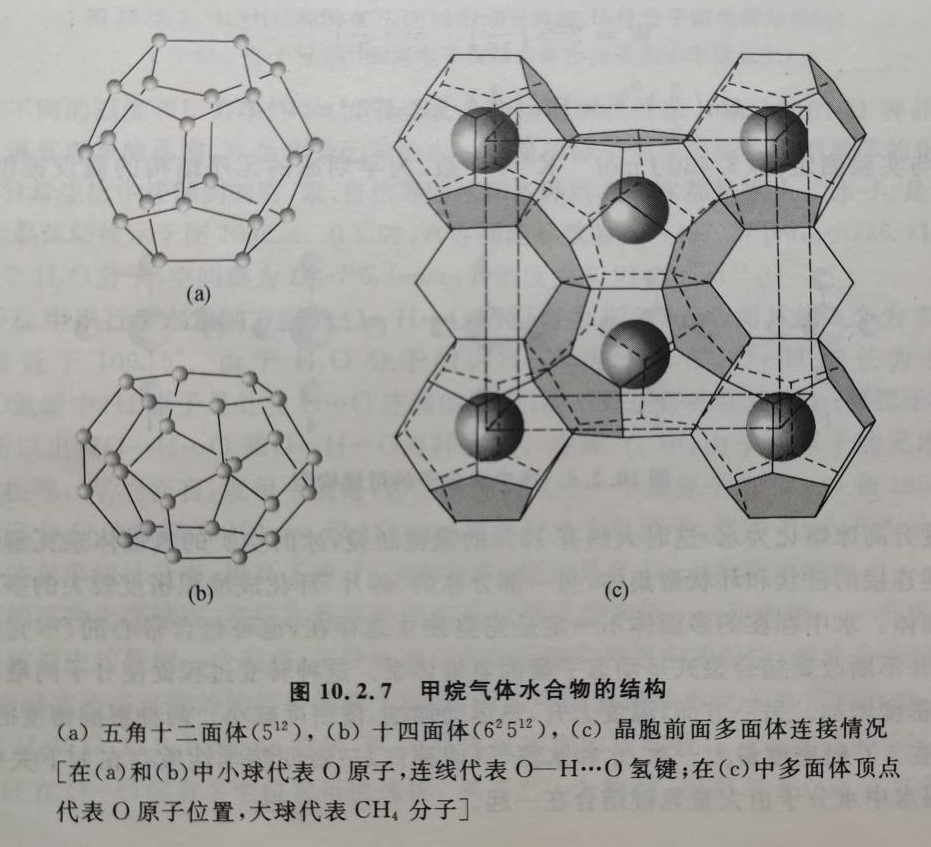 (a)
(b)
(c)
图 10.2.7 甲烷气体水合物的结构
(a) 五角十二面体(5¹²), (b) 十四面体(6²5¹²), (c) 晶胞前面多面体连接情况
[在(a)和(b)中小球代表 O 原子,连线代表 O—H⋯O 氢键;在(c)中多面体顶点
代表 O 原子位置,大球代表 CH₄ 分子]